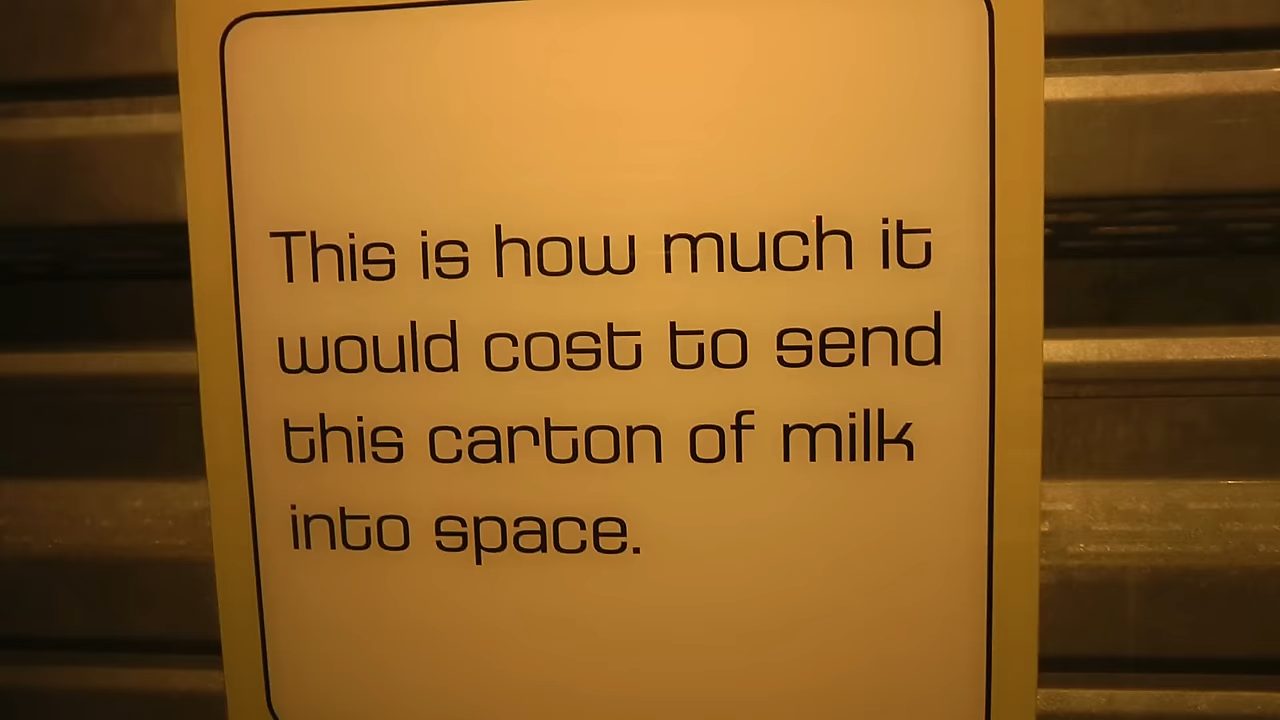 This is how much it
would cost to send
this carton of milk
into space.